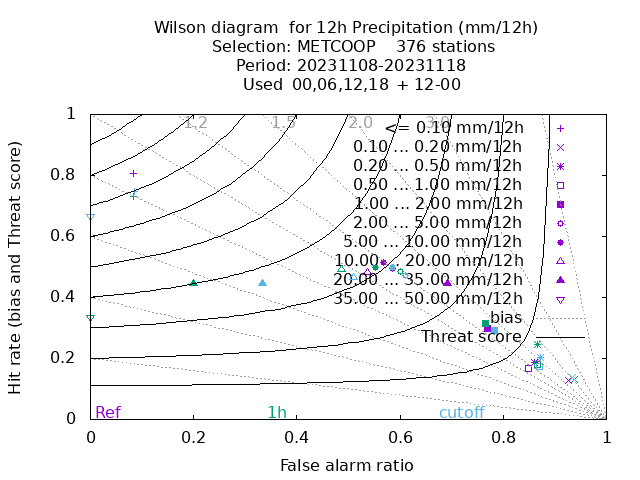 Wilson diagram  for 12h Precipitation (mm/12h)
Selection: METCOOP    376 stations
Period: 20231108-20231118
Used  00,06,12,18  + 12-00
Hit rate (bias and Threat score)
1
0.8
0.6
0.4
0.2
0
1.2
1.5
2.0
3.0
<= 0.10 mm/12h
0.10 ... 0.20 mm/12h
0.20 ... 0.50 mm/12h
0.50 ... 1.00 mm/12h
1.00 ... 2.00 mm/12h
2.00 ... 5.00 mm/12h
5.00 ... 10.00 mm/12h
10.00 ... 20.00 mm/12h
20.00 ... 35.00 mm/12h
35.00 ... 50.00 mm/12h
bias
Threat score
Ref
1h
cutoff
0
0.2
0.4
0.6
0.8
1
False alarm ratio